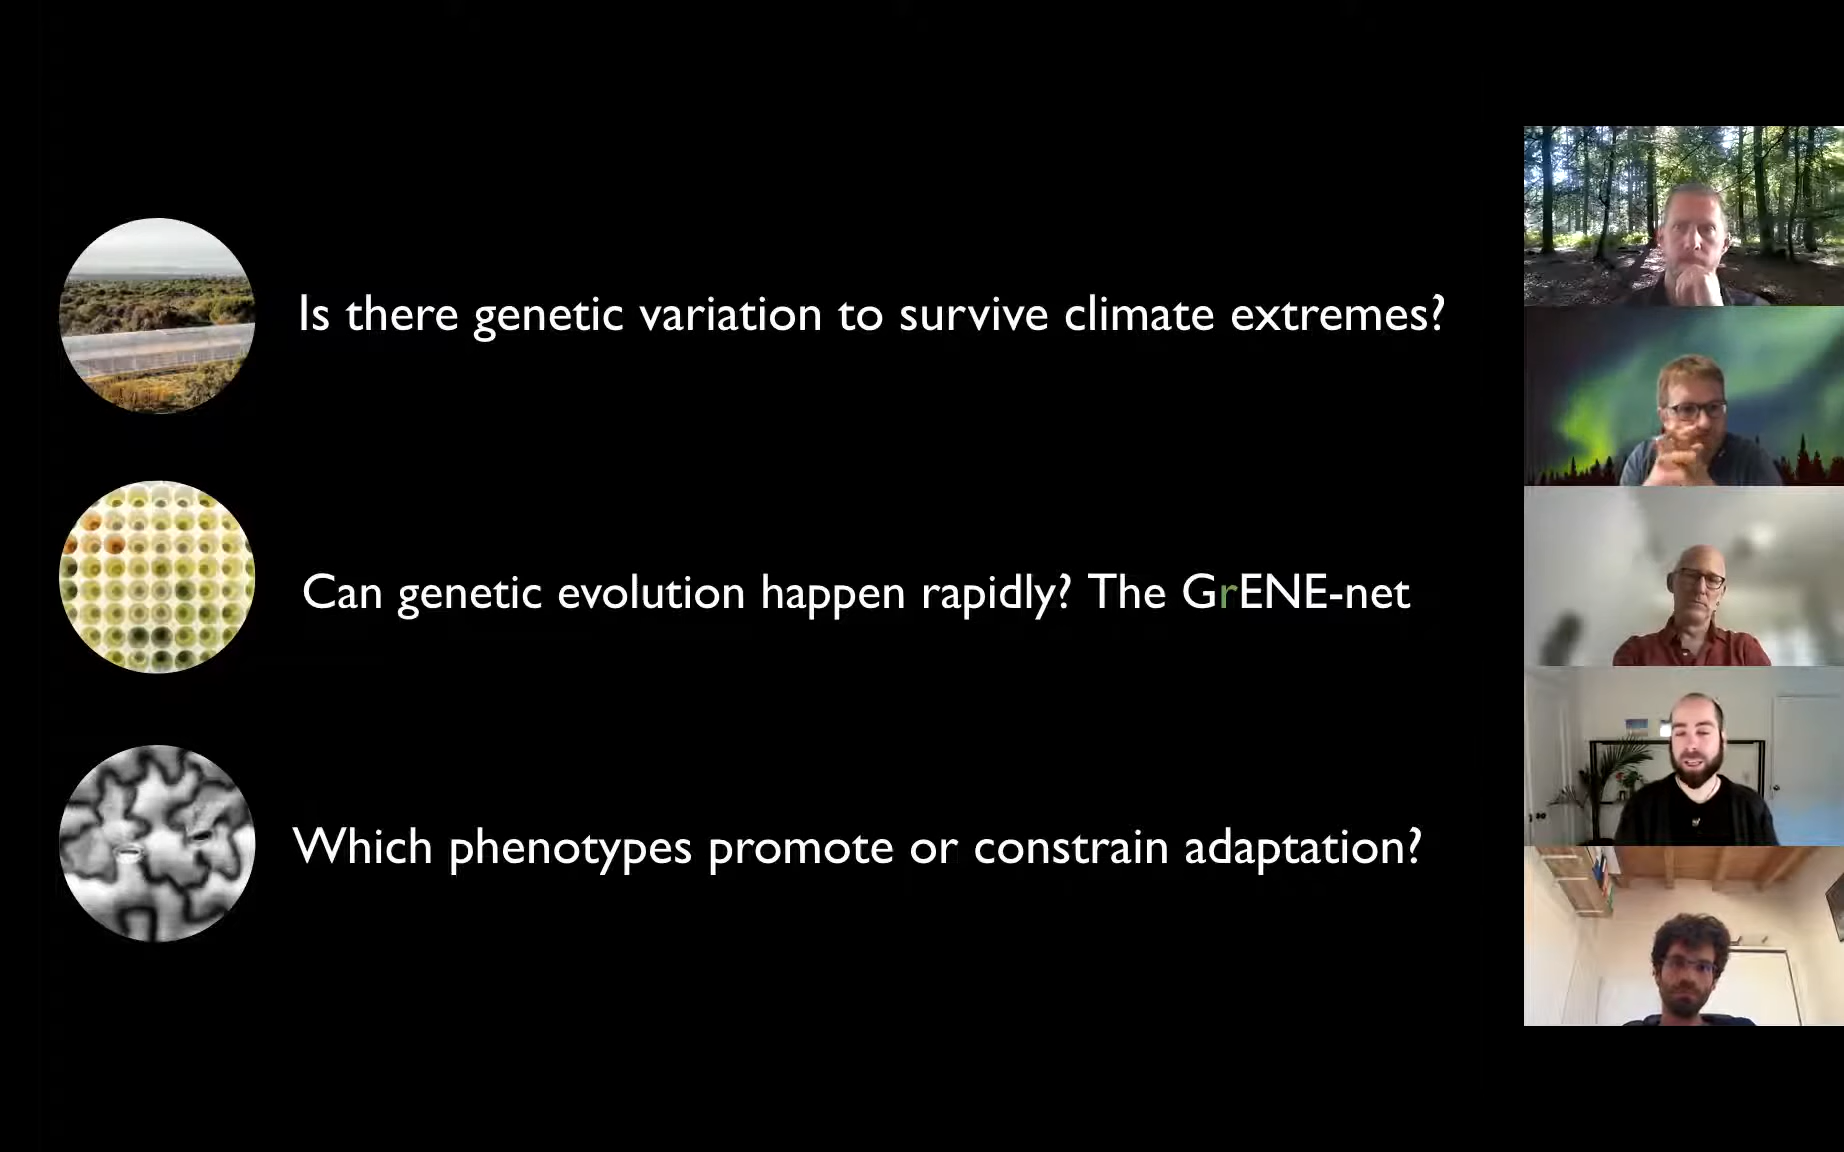 Is there genetic variation to survive climate extremes?
Can genetic evolution happen rapidly? The GrENE-net
Which phenotypes promote or constrain adaptation?